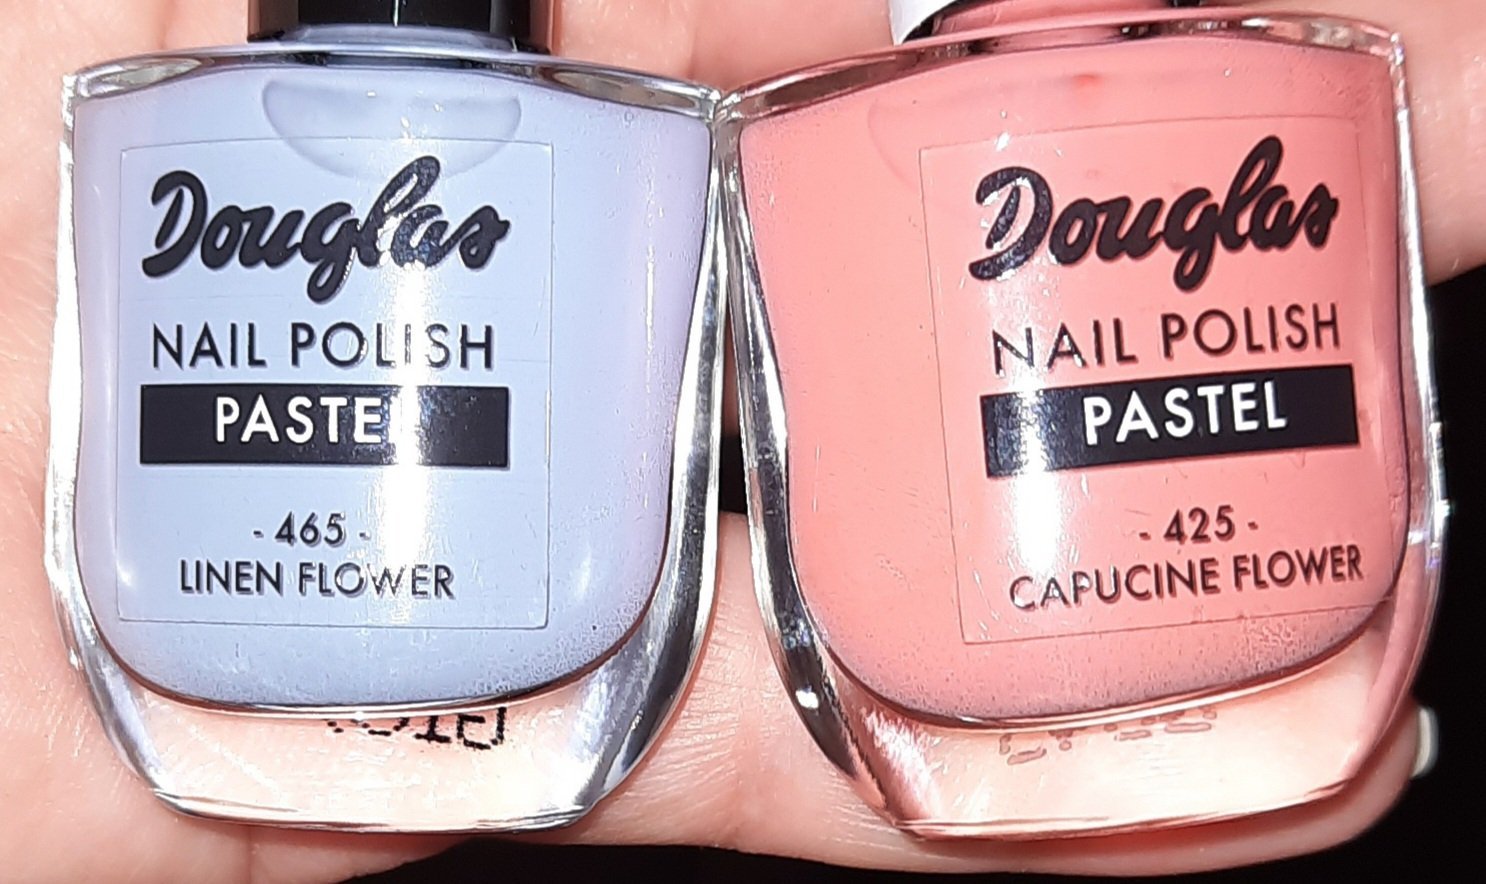 Douglas
NAIL POLISH
PASTEL
- 465 -
LINEN FLOWER
Douglas
NAIL POLISH
PASTEL
- 425 -
CAPUCINE FLOWER